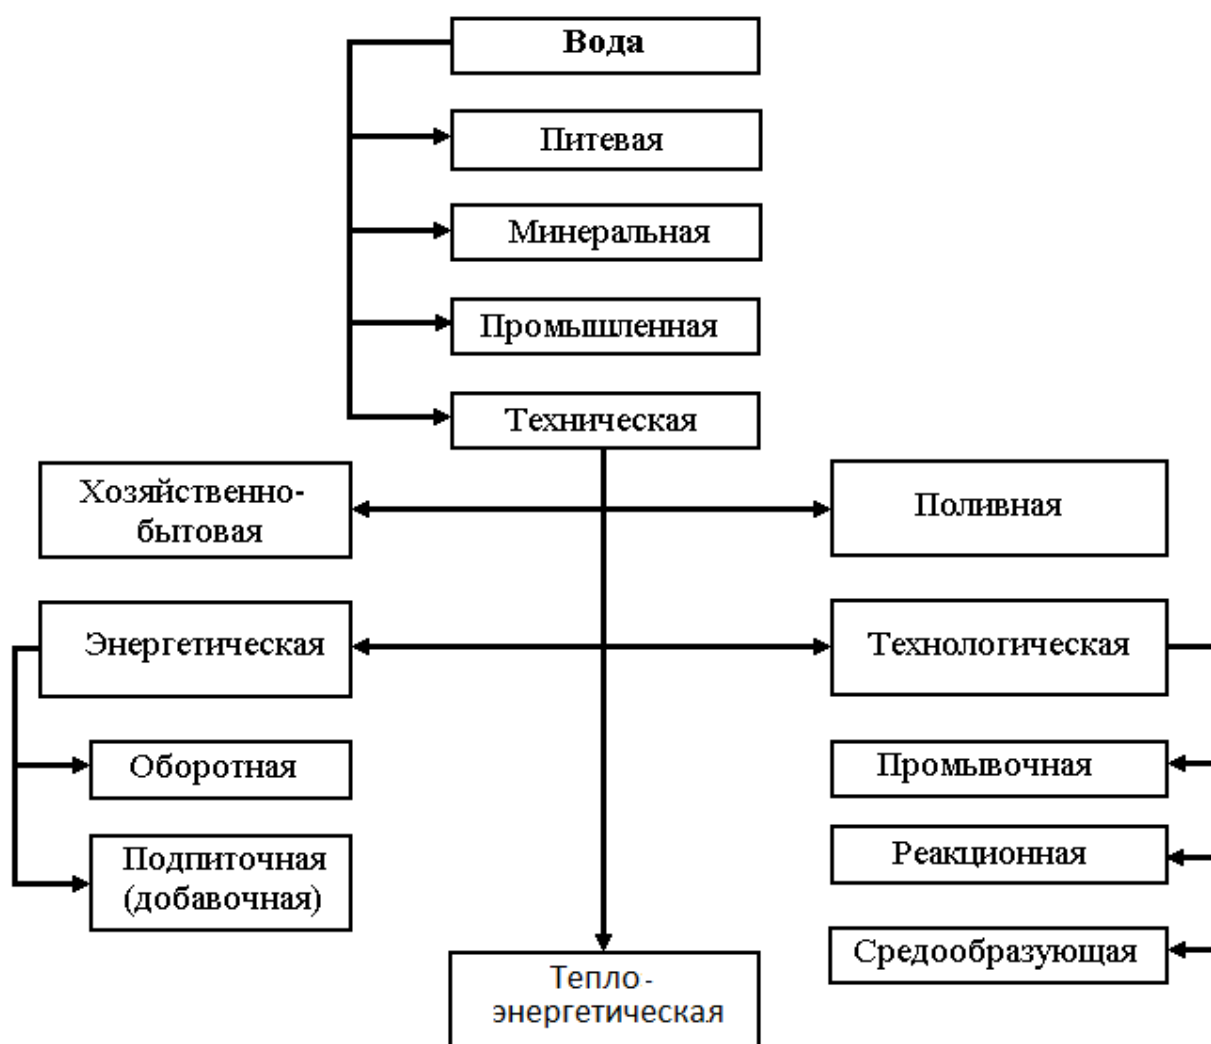 Вода
Питевая
Минеральная
Промышленная
Техническая
Хозяйственно-
бытовая
Поливная
Энергетическая
Технологическая
Оборотная
Промывочная
Подпиточная
(добавочная)
Реакционная
Средообразующая
Тепло-
энергетическая